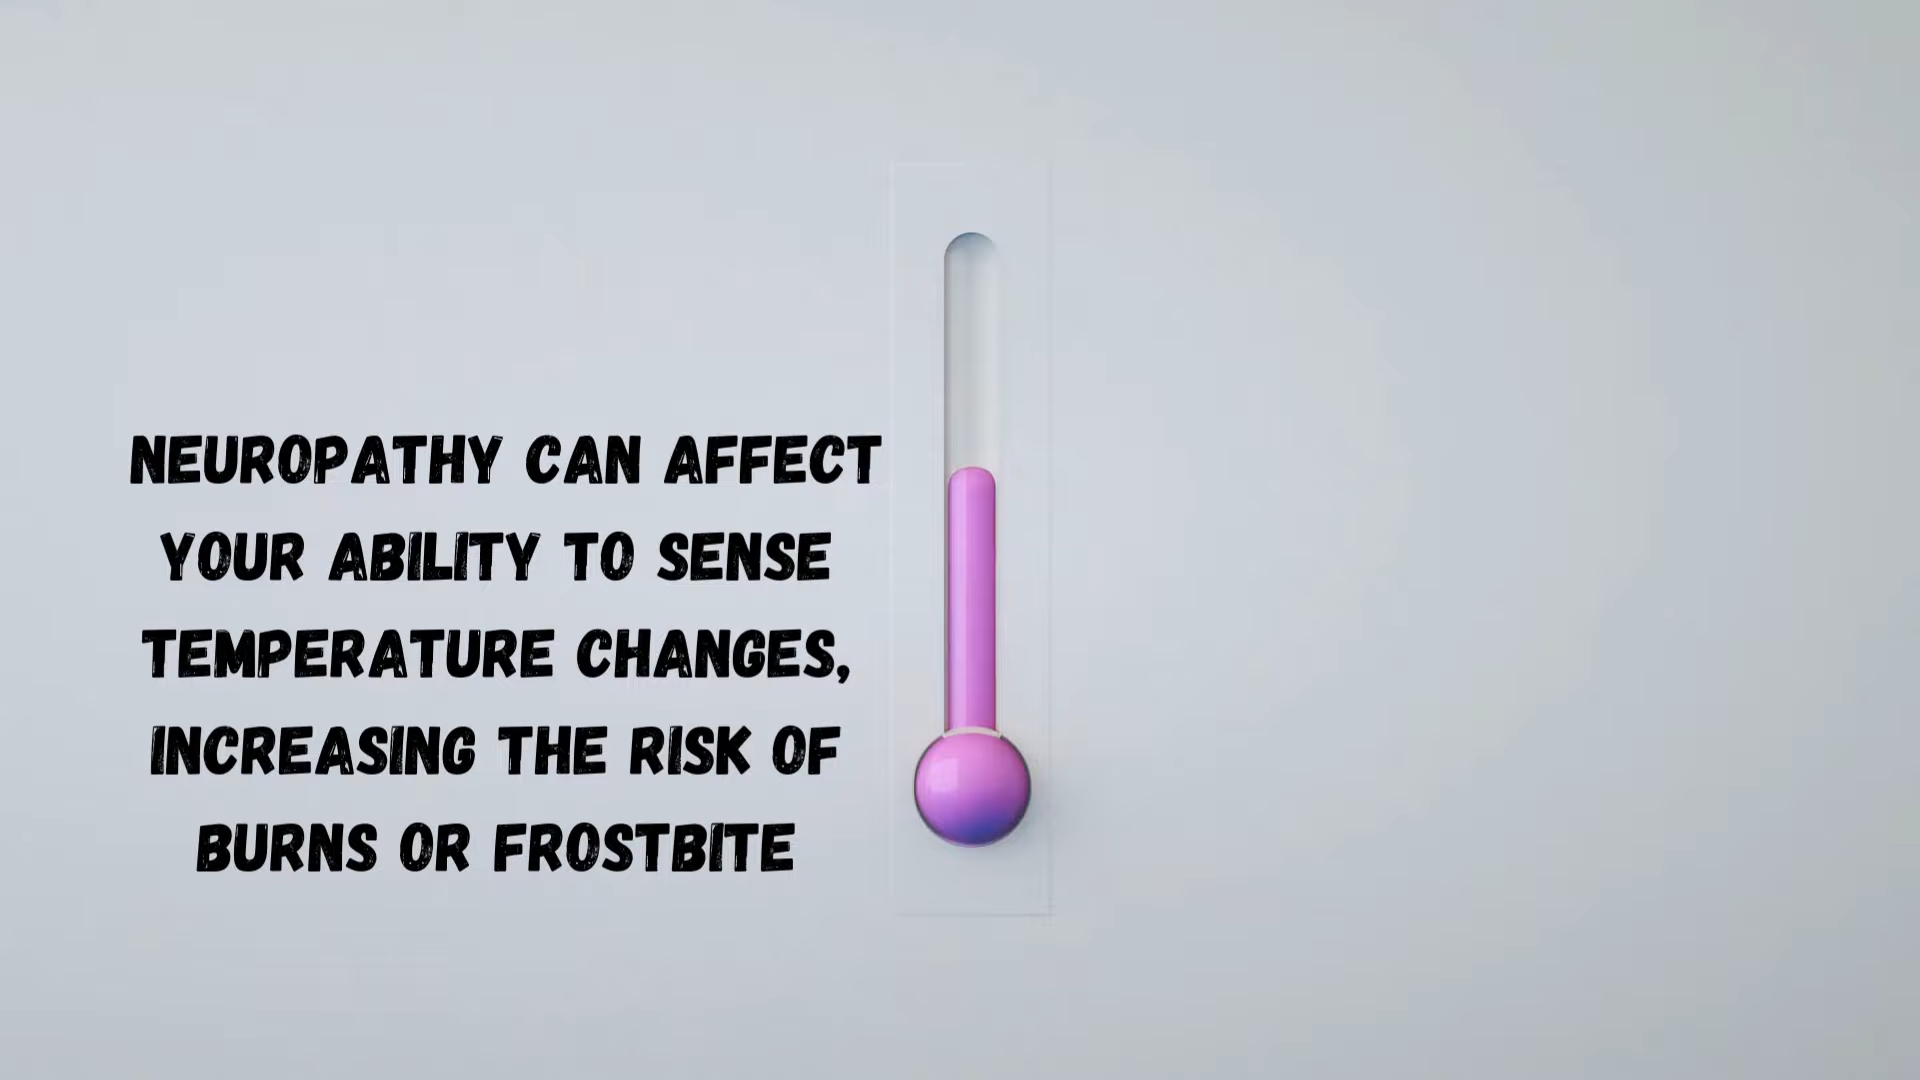 NEUROPATHY CAN AFFECT
YOUR ABILITY TO SENSE
TEMPERATURE CHANGES,
INCREASING THE RISK OF
BURNS OR FROSTBITE